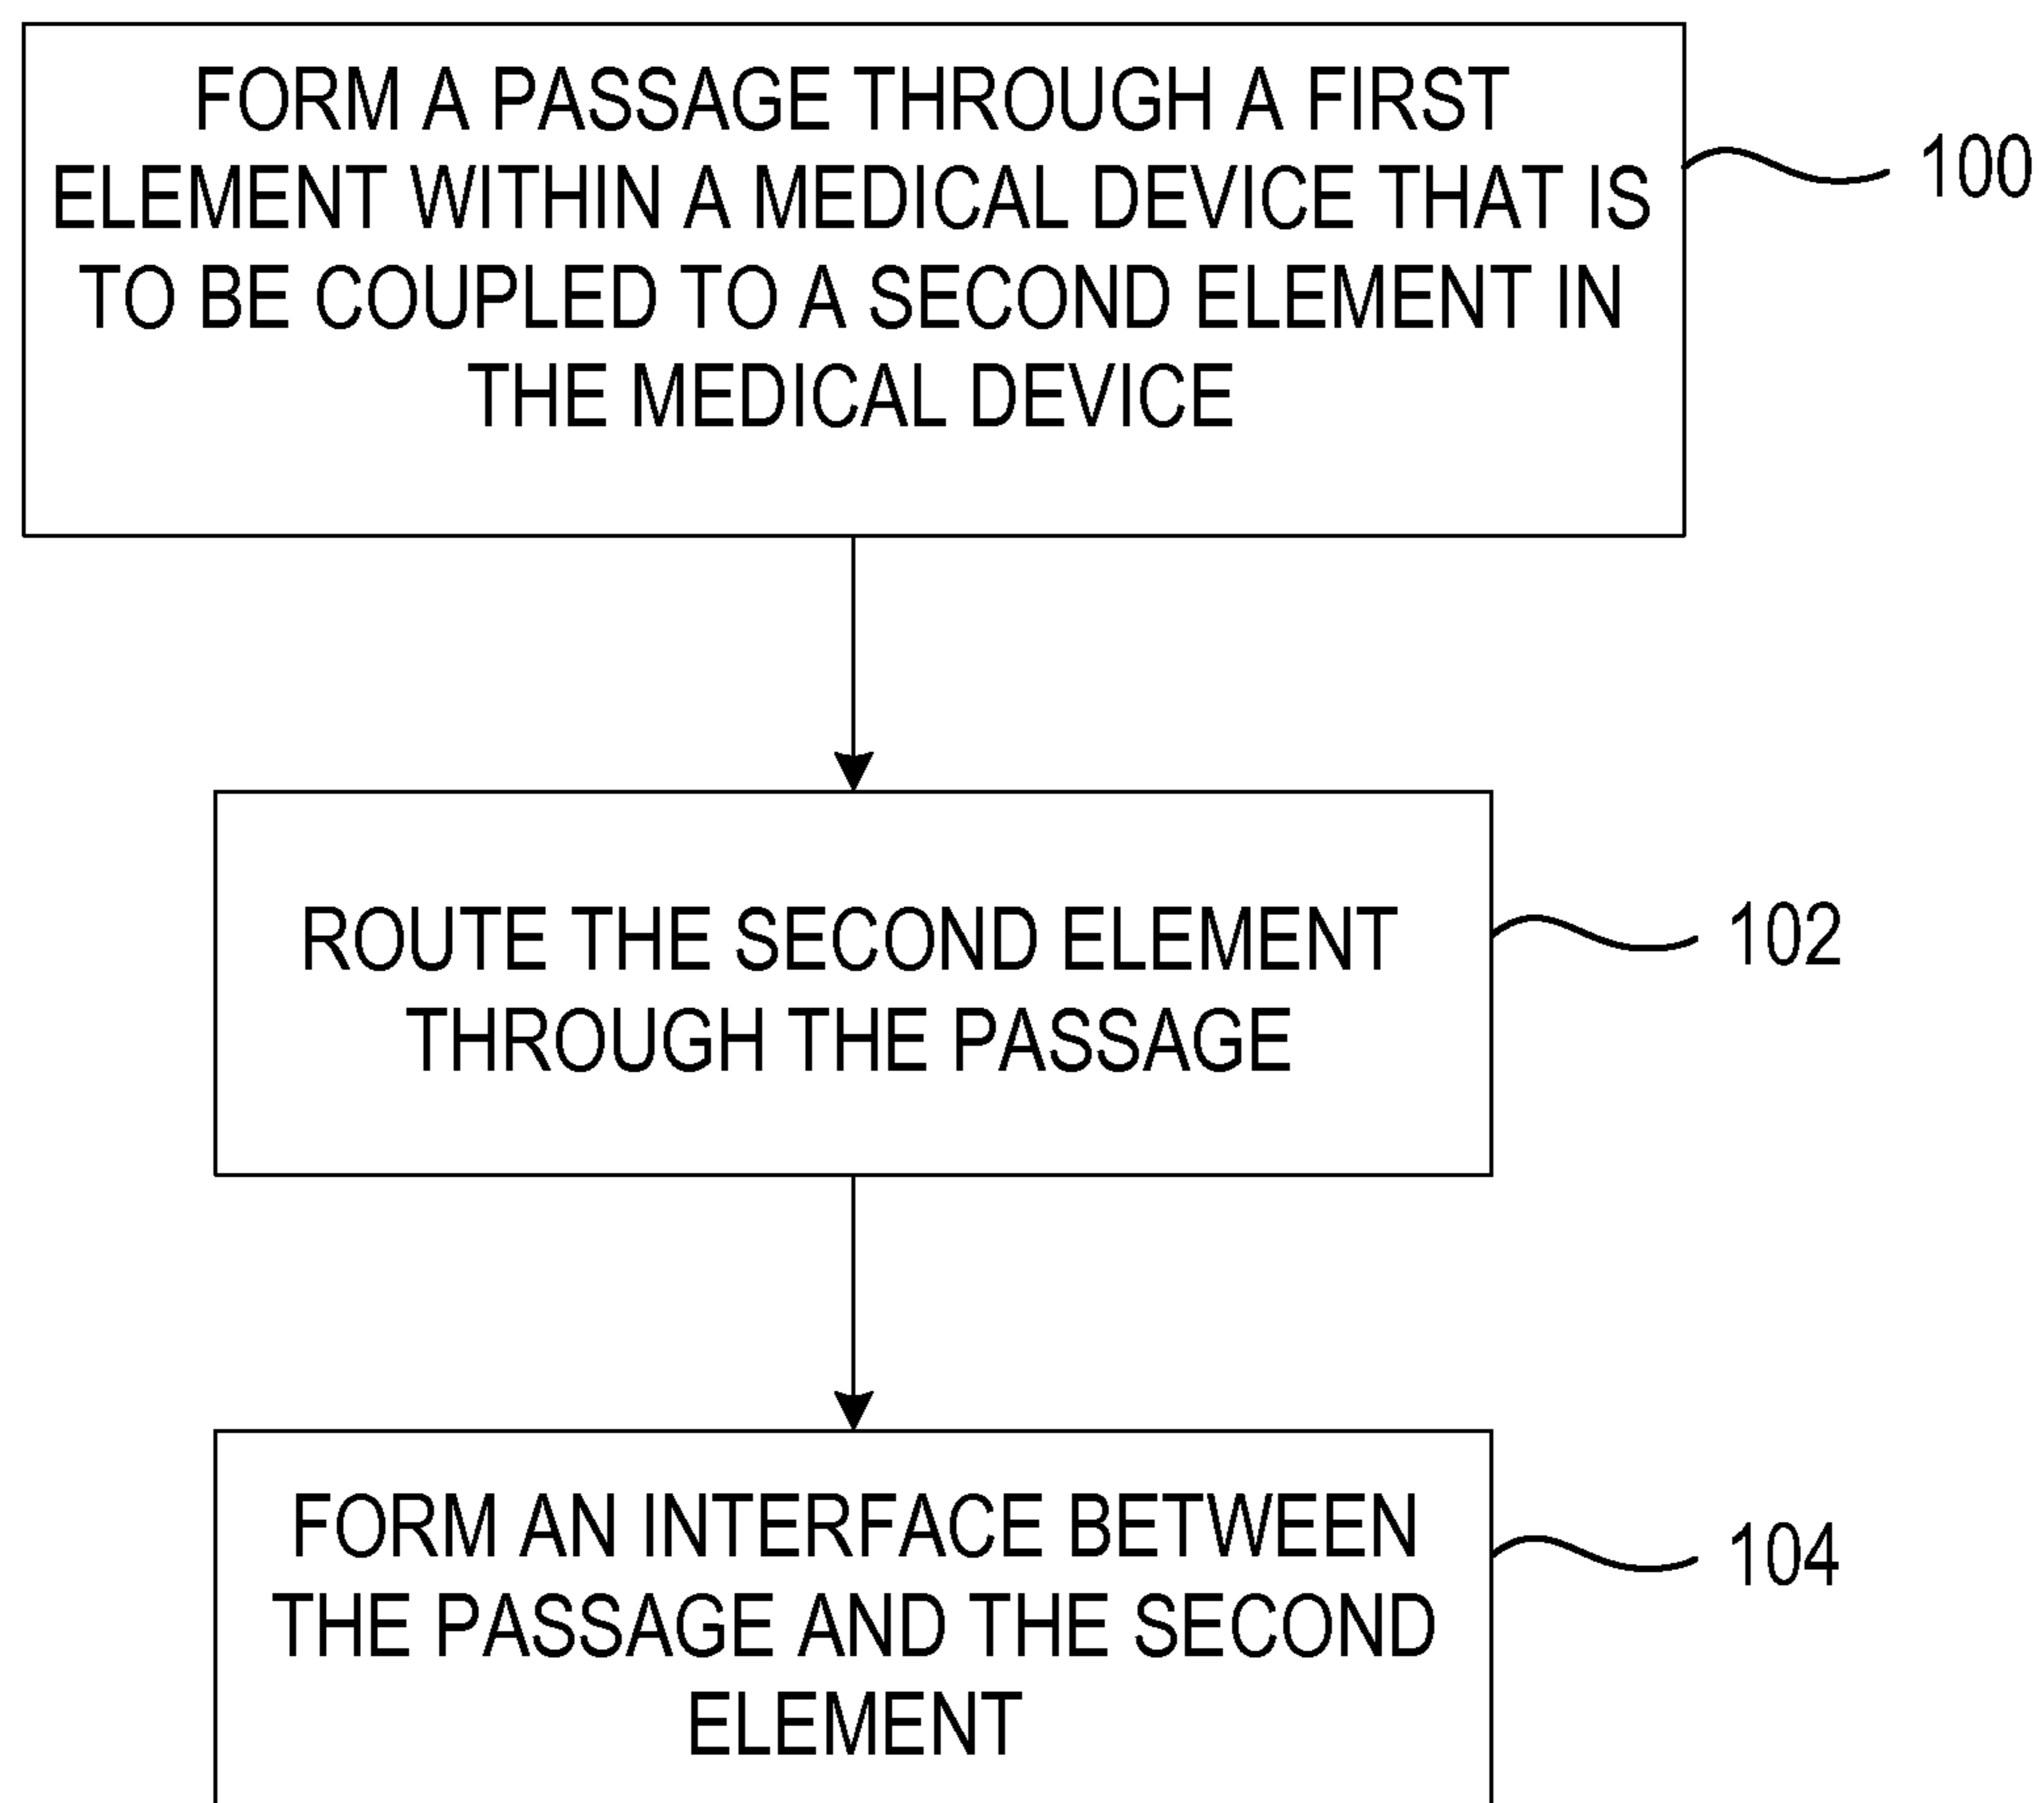 FORM A PASSAGE THROUGH A FIRST
ELEMENT WITHIN A MEDICAL DEVICE THAT IS
TO BE COUPLED TO A SECOND ELEMENT IN
THE MEDICAL DEVICE
100
ROUTE THE SECOND ELEMENT
THROUGH THE PASSAGE
102
FORM AN INTERFACE BETWEEN
THE PASSAGE AND THE SECOND
ELEMENT
104